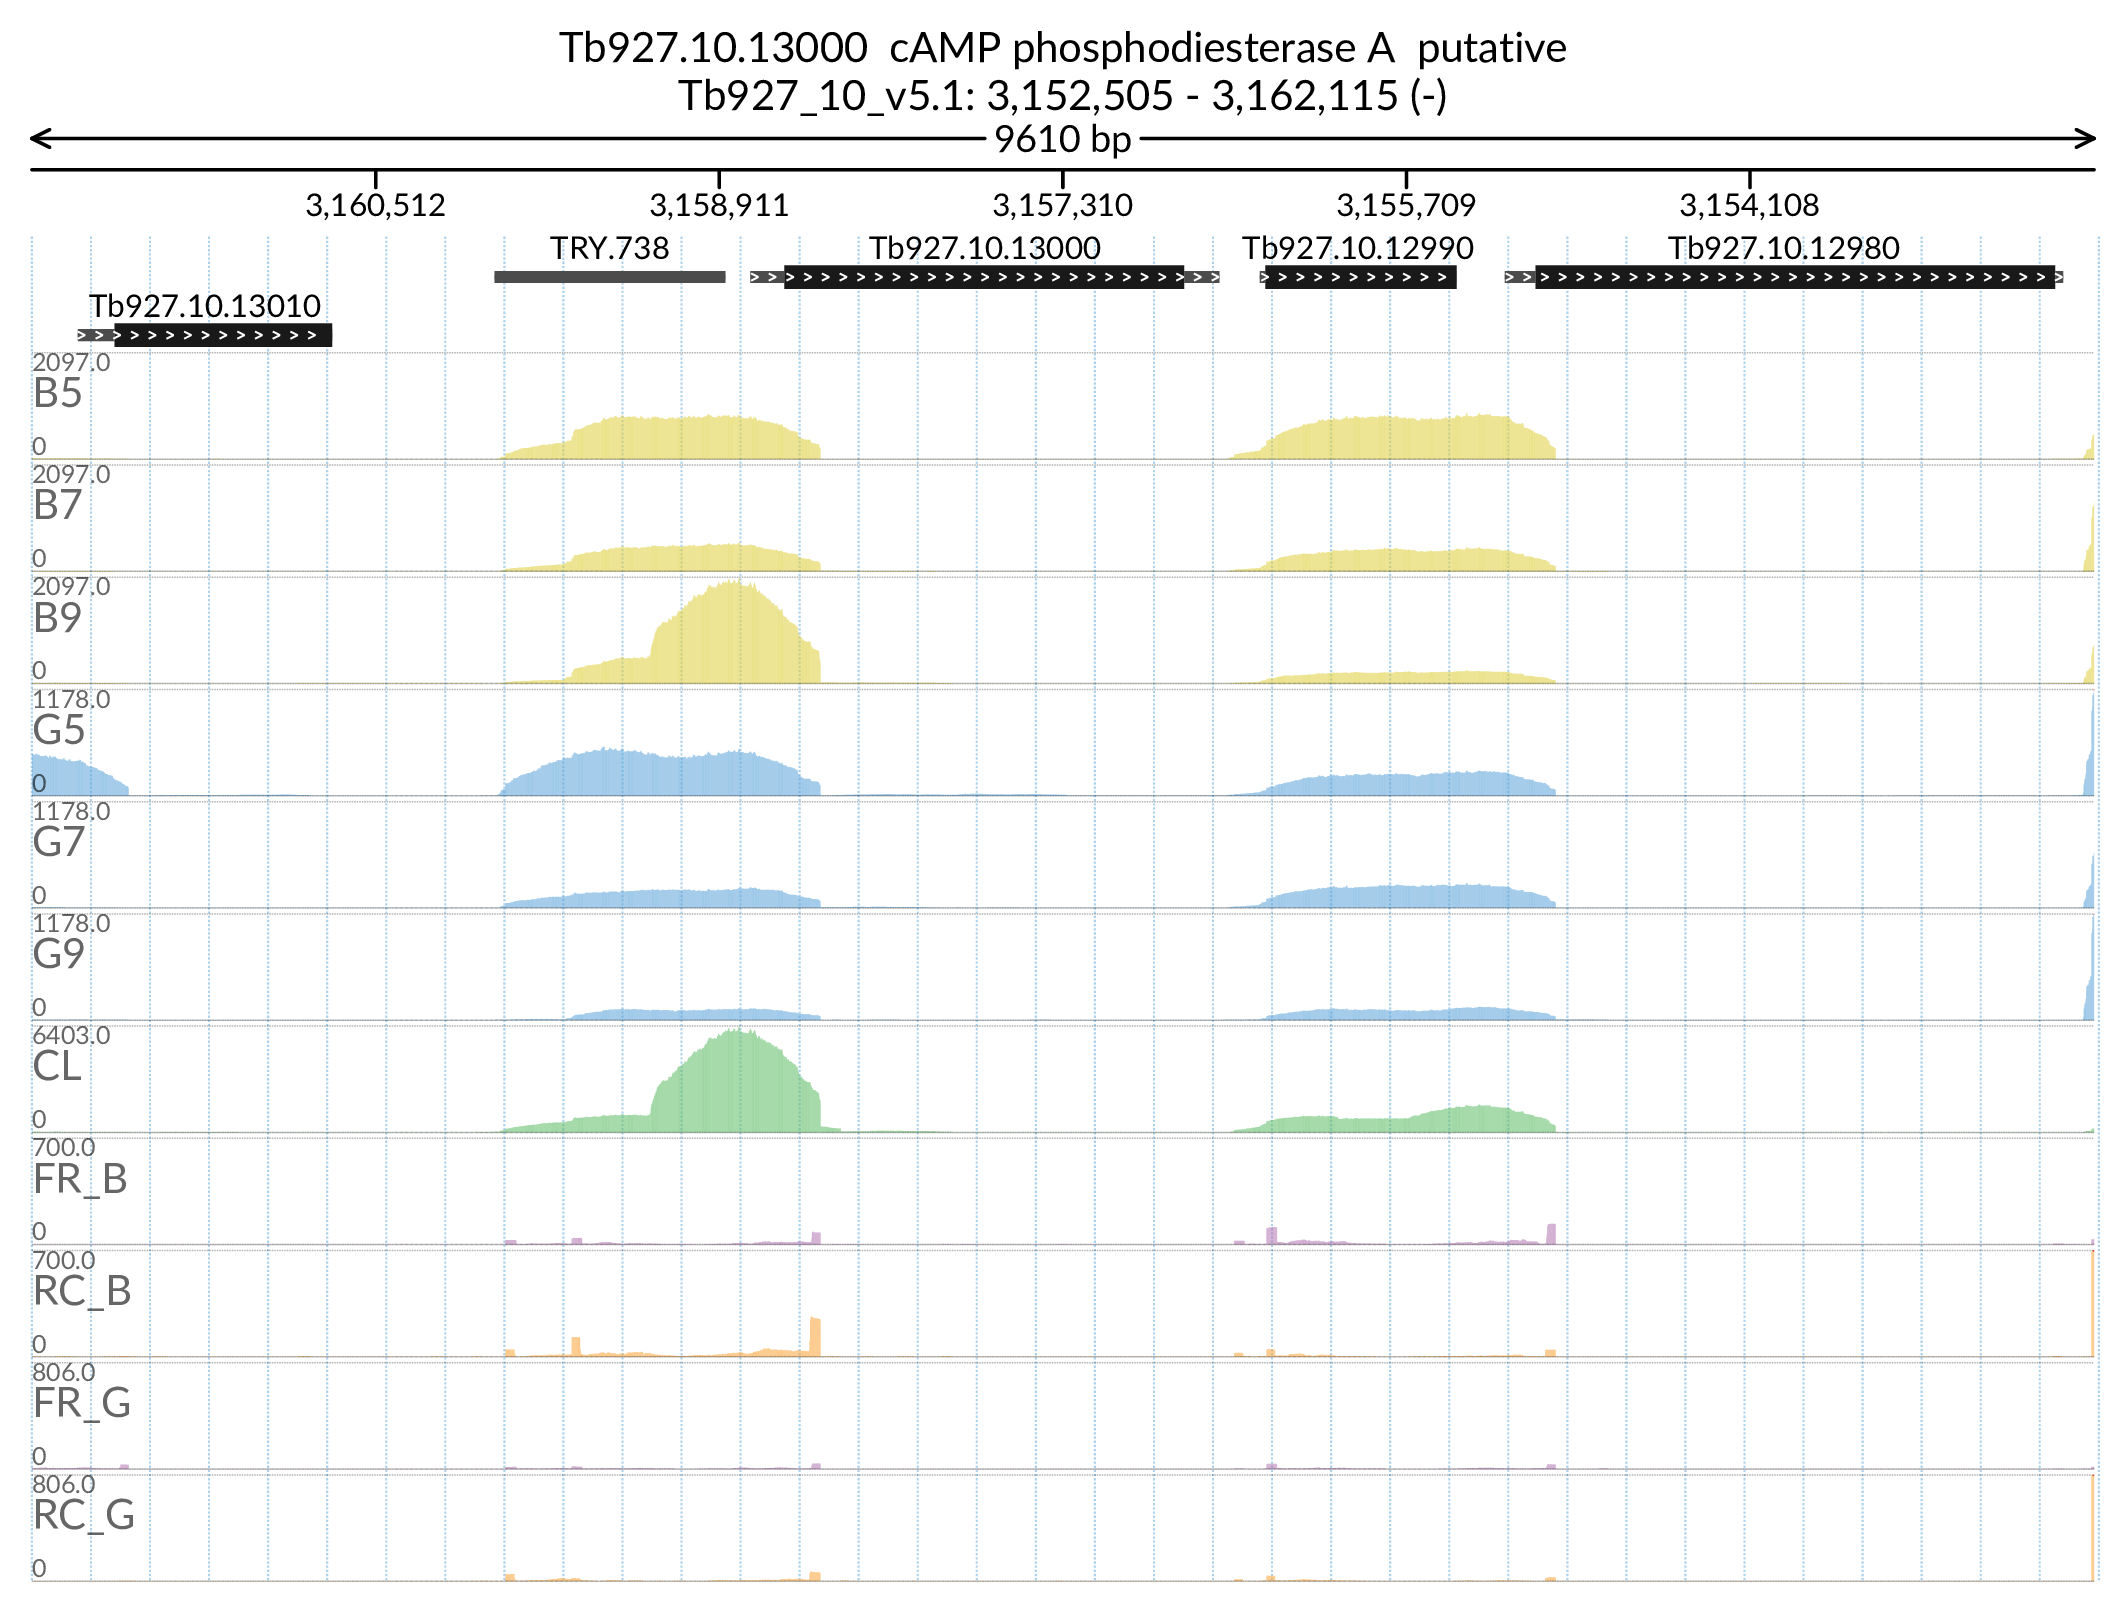 Tb927.10.13000 cAMP phosphodiesterase A putative
Tb927_10_v5.1: 3,152,505 - 3,162,115 (-)
9610 bp
3,160,512 3,158,911 3,157,310 3,155,709 3,154,108
TRY.738 Tb927.10.13000 Tb927.10.12990 Tb927.10.12980
Tb927.10.13010
2097.0
B5
0
2097.0
B7
0
2097.0
B9
0
1178.0
G5
0
1178.0
G7
0
1178.0
G9
0
6403.0
CL
0
700.0
FR_B
0
700.0
RC_B
0
806.0
FR_G
0
806.0
RC_G
0